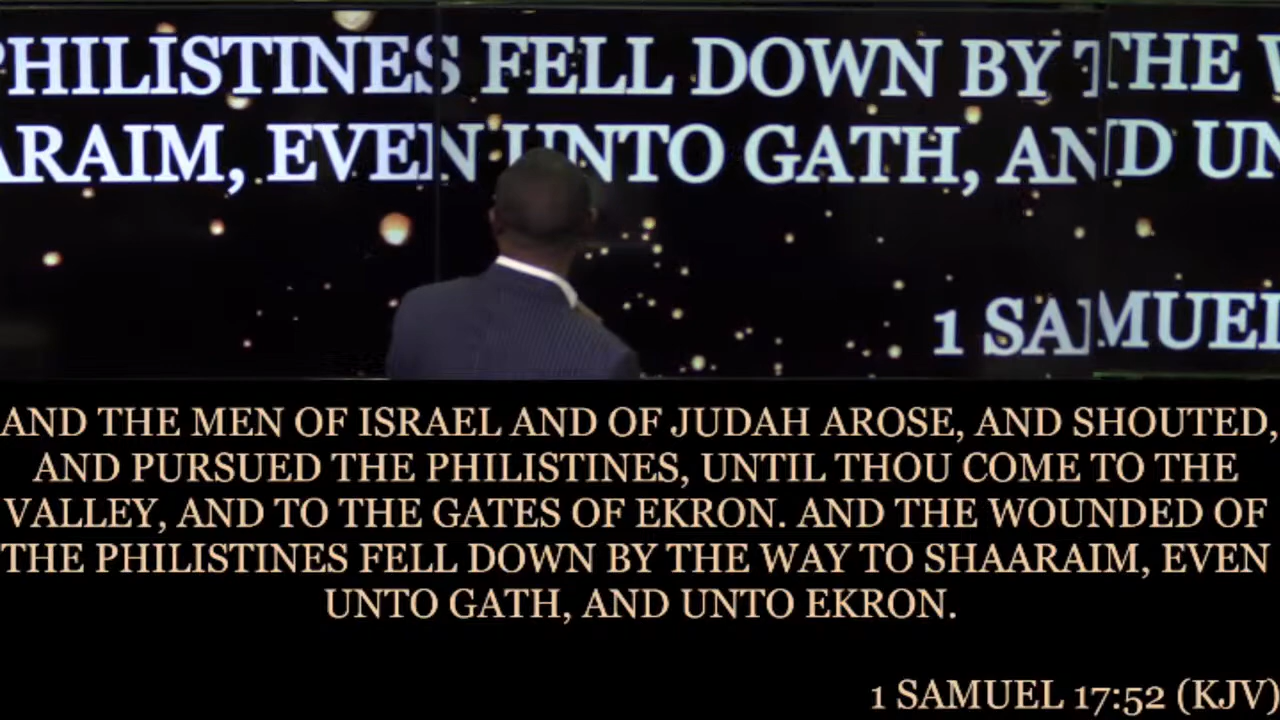 PHILISTINES FELL DOWN BY THE
ARAIM, EVEN UNTO GATH, AND UN
1 SAMUEL
AND THE MEN OF ISRAEL AND OF JUDAH AROSE, AND SHOUTED,
AND PURSUED THE PHILISTINES, UNTIL THOU COME TO THE
VALLEY, AND TO THE GATES OF EKRON. AND THE WOUNDED OF
THE PHILISTINES FELL DOWN BY THE WAY TO SHAARAIM, EVEN
UNTO GATH, AND UNTO EKRON.
1 SAMUEL 17:52 (KJV)